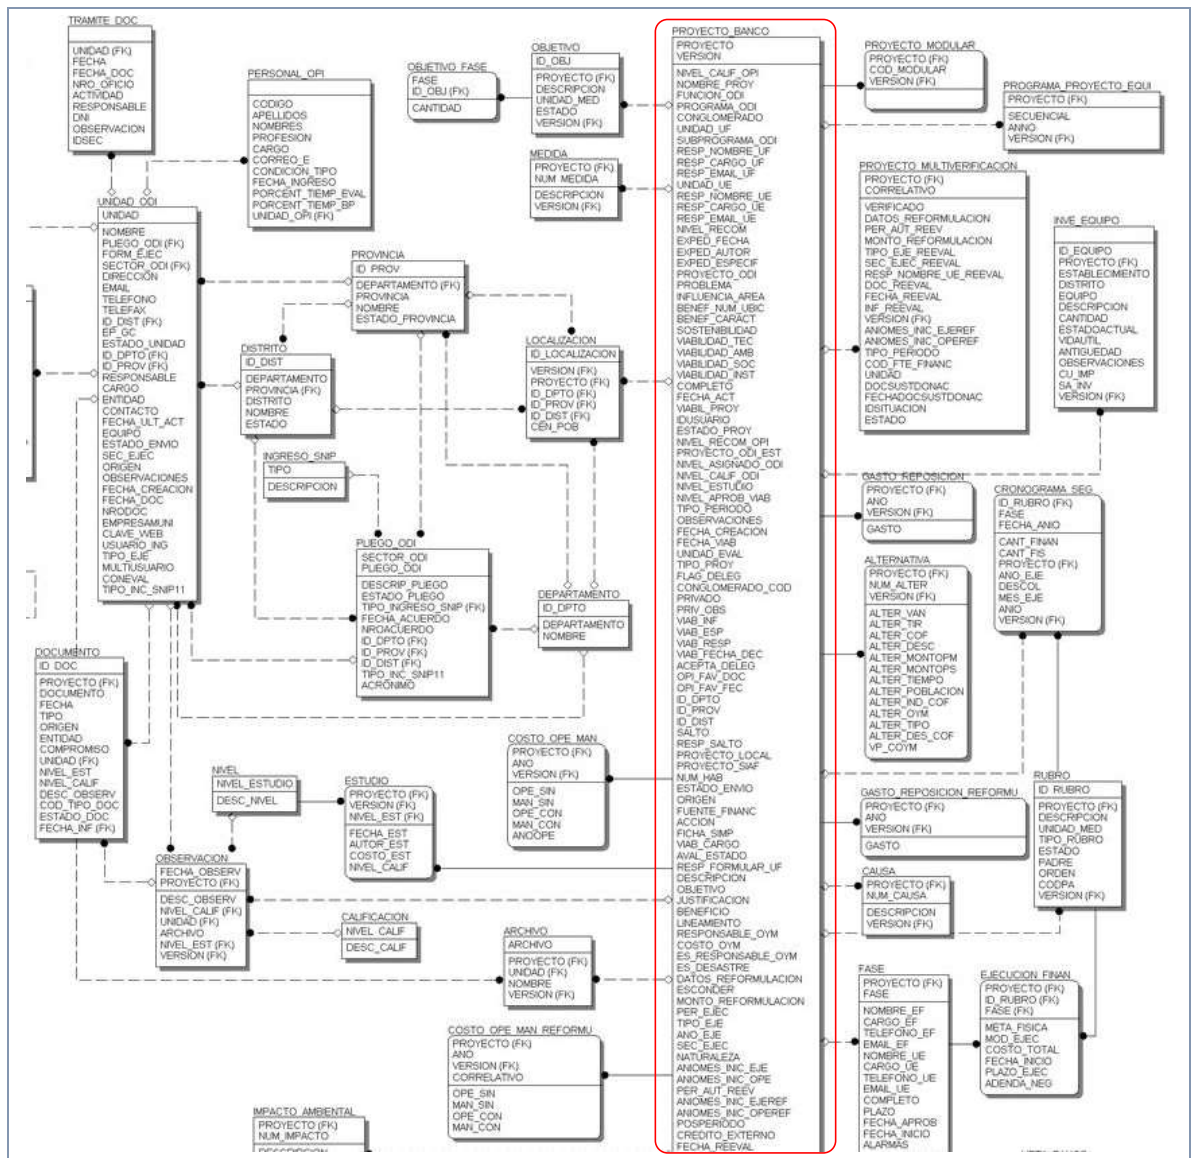 TRAMITE_DOC
UNIDAD (FK)
FECHA
FECHA_DOC
NRO_OFICIO
ACTIVIDAD
RESPONSABLE
DNI
OBSERVACION
IDSEC
PERSONAL_OPI
CODIGO
APELLIDOS
NOMBRES
PROFESION
CARGO
CORREO_E
CONDICION_TIPO
FECHA_INGRESO
PORCENT_TIEMP_EVAL
PORCENT_TIEMP_BP
UNIDAD_OPI (FK)
OBJETIVO_FASE
FASE
ID_OBJ (FK)
CANTIDAD
OBJETIVO
ID_OBJ
PROYECTO (FK)
DESCRIPCION
UNIDAD_MED
ESTADO
VERSION (FK)
MEDIDA
PROYECTO (FK)
NUM_MEDIDA
DESCRIPCION
VERSION (FK)
UNIDAD_ODI
UNIDAD
NOMBRE
PLIEGO_ODI (FK)
FORM_EJEC
SECTOR_ODI (FK)
DIRECCIÓN
EMAIL
TELEFONO
TELEFAX
ID_DIST (FK)
EP_GC
ESTADO_UNIDAD
ID_DPTO (FK)
ID_PROV (FK)
RESPONSABLE
CARGO
ENTIDAD
CONTACTO
FECHA_ULT_ACT
EQUIPO
ESTADO_ENVIO
SEC_EJEC
ORIGEN
OBSERVACIONES
FECHA_CREACION
FECHA_DOC
NRODOC
EMPRESAMUNI
CLAVE_WEB
USUARIO_ING
TIPO_EJE
MULTIUSUARIO
CONEVAL
TIPO_INC_SNIP11
PROVINCIA
ID_PROV
DEPARTAMENTO (FK)
PROVINCIA
NOMBRE
ESTADO_PROVINCIA
DISTRITO
ID_DIST
DEPARTAMENTO
PROVINCIA (FK)
DISTRITO
NOMBRE
ESTADO
LOCALIZACION
ID_LOCALIZACION
VERSION (FK)
PROYECTO (FK)
ID_DPTO (FK)
ID_PROV (FK)
ID_DIST (FK)
CEN_POB
INGRESO_SNIP
TIPO
DESCRIPCION
PLIEGO_ODI
SECTOR_ODI
PLIEGO_ODI
DESCRIP_PLIEGO
ESTADO_PLIEGO
TIPO_INGRESO_SNIP (FK)
FECHA_ACUERDO
NROACUERDO
ID_DPTO (FK)
ID_PROV (FK)
ID_DIST (FK)
TIPO_INC_SNIP11
ACRÓNIMO
DEPARTAMENTO
ID_DPTO
DEPARTAMENTO
NOMBRE
DOCUMENTO
ID_DOC
PROYECTO (FK)
DOCUMENTO
FECHA
TIPO
ORIGEN
ENTIDAD
COMPROMISO
UNIDAD (FK)
NIVEL_EST
NIVEL_CALIF
DESC_OBSERV
COD_TIPO_DOC
ESTADO_DOC
FECHA_INF (FK)
NIVEL
NIVEL_ESTUDIO
DESC_NIVEL
ESTUDIO
PROYECTO (FK)
VERSION (FK)
NIVEL_EST (FK)
FECHA_EST
AUTOR_EST
COSTO_EST
NIVEL_CALIF
COSTO_OPE_MAN
PROYECTO (FK)
ANO
VERSION (FK)
OPE_SIN
MAN_SIN
OPE_CON
MAN_CON
ANOOPE
OBSERVACION
FECHA_OBSERV
PROYECTO (FK)
DESC_OBSERV
NIVEL_CALIF (FK)
UNIDAD (FK)
ARCHIVO
NIVEL_EST (FK)
VERSION (FK)
CALIFICACION
NIVEL_CALIF
DESC_CALIF
ARCHIVO
ARCHIVO
PROYECTO (FK)
UNIDAD (FK)
NOMBRE
VERSION (FK)
COSTO_OPE_MAN_REFORMU
PROYECTO (FK)
ANO
VERSION (FK)
CORRELATIVO
OPE_SIN
MAN_SIN
OPE_CON
MAN_CON
IMPACTO_AMBIENTAL
PROYECTO (FK)
NUM_IMPACTO
PROYECTO_BANCO
PROYECTO
VERSION
NIVEL_CALIF_OPI
NOMBRE_PROY
FUNCION_ODI
PROGRAMA_ODI
CONGLOMERADO
UNIDAD_UF
SUBPROGRAMA_ODI
RESP_NOMBRE_UF
RESP_CARGO_UF
RESP_EMAIL_UF
UNIDAD_UE
RESP_NOMBRE_UE
RESP_CARGO_UE
RESP_EMAIL_UE
NIVEL_RECOM
EXPED_FECHA
EXPED_AUTOR
EXPED_ESPECIF
PROYECTO_ODI
PROBLEMA
INFLUENCIA_AREA
BENEF_NUM_UBIC
BENEF_CARACT
SOSTENIBILIDAD
VIABILIDAD_TEC
VIABILIDAD_AMB
VIABILIDAD_SOC
VIABILIDAD_INST
COMPLETO
FECHA_ACT
VIABIL_PROY
IDUSUARIO
ESTADO_PROY
NIVEL_RECOM_OPI
PROYECTO_ODI_EST
NIVEL_ASIGNADO_ODI
NIVEL_CALIF_ODI
NIVEL_ESTUDIO
NIVEL_APROB_VIAB
TIPO_PERIODO
OBSERVACIONES
FECHA_CREACION
FECHA_VIAB
UNIDAD_EVAL
TIPO_PROY
FLAG_DELEG
CONGLOMERADO_COD
PRIVADO
PRIV_OBS
VIAB_INF
VIAB_ESP
VIAB_RESP
VIAB_FECHA_DEC
ACEPTA_DELEG
OPI_FAV_DOC
OPI_FAV_FEC
ID_DPTO
ID_PROV
ID_DIST
SALTO
RESP_SALTO
PROYECTO_LOCAL
PROYECTO_SIAF
NUM_HAB
ESTADO_ENVIO
ORIGEN
FUENTE_FINANC
ACCION
FICHA_SIMP
VIAB_CARGO
AVAL_ESTADO
RESP_FORMULAR_UF
DESCRIPCION
OBJETIVO
JUSTIFICACION
BENEFICIO
LINEAMIENTO
RESPONSABLE_OYM
COSTO_OYM
ES_RESPONSABLE_OYM
ES_DESASTRE
DATOS_REFORMULACION
ESCONDER
MONTO_REFORMULACION
PER_EJEC
TIPO_EJE
ANO_EJE
SEC_EJEC
NATURALEZA
ANIOMES_INIC_EJE
ANIOMES_INIC_OPE
PER_AUT_REEV
ANIOMES_INIC_EJEREF
ANIOMES_INIC_OPEREF
POSPERIODO
CREDITO_EXTERNO
FECHA_REEVAL
PROYECTO_MODULAR
PROYECTO (FK)
COD_MODULAR
VERSION (FK)
PROGRAMA_PROYECTO_EQUI
PROYECTO (FK)
SECUENCIAL
ANNO
VERSION (FK)
PROYECTO_MULTIVERIFICACION
PROYECTO (FK)
CORRELATIVO
VERIFICADO
DATOS_REFORMULACION
PER_AUT_REEV
MONTO_REFORMULACION
TIPO_EJE_REEVAL
SEC_EJEC_REEVAL
RESP_NOMBRE_UE_REEVAL
DOC_REEVAL
FECHA_REEVAL
INF_REEVAL
VERSION (FK)
ANIOMES_INIC_EJEREF
ANIOMES_INIC_OPEREF
TIPO_PERIODO
COD_FTE_FINANC
UNIDAD
DOCSUSTDONAC
FECHADOCSUSTDONAC
IDSITUACION
ESTADO
INVE_EQUIPO
ID_EQUIPO
PROYECTO (FK)
ESTABLECIMIENTO
DISTRITO
EQUIPO
DESCRIPCION
CANTIDAD
ESTADOACTUAL
VIDAUTIL
ANTIGUEDAD
OBSERVACIONES
CU_IMP
SA_INV
VERSION (FK)
GASTO_REPOSICION
PROYECTO (FK)
ANO
VERSION (FK)
GASTO
CRONOGRAMA_SEG
ID_RUBRO (FK)
FASE
FECHA_ANIO
CANT_FINAN
CANT_FIS
PROYECTO (FK)
ANO_EJE
DESCOL
MES_EJE
ANIO
VERSION (FK)
ALTERNATIVA
PROYECTO (FK)
NUM_ALTER
VERSION (FK)
ALTER_VAN
ALTER_TIR
ALTER_COF
ALTER_DESC
ALTER_MONTOPM
ALTER_MONTOPS
ALTER_TIEMPO
ALTER_POBLACION
ALTER_IND_COF
ALTER_OYM
ALTER_TIPO
ALTER_DES_COF
VP_COYM
GASTO_REPOSICION_REFORMU
PROYECTO (FK)
ANO
VERSION (FK)
GASTO
RUBRO
ID_RUBRO
PROYECTO (FK)
DESCRIPCION
UNIDAD_MED
TIPO_RUBRO
ESTADO
PADRE
ORDEN
CODPA
VERSION (FK)
CAUSA
PROYECTO (FK)
NUM_CAUSA
DESCRIPCION
VERSION (FK)
FASE
PROYECTO (FK)
FASE
NOMBRE_EF
CARGO_EF
TELEFONO_EF
EMAIL_EF
NOMBRE_UE
CARGO_UE
TELEFONO_UE
EMAIL_UE
COMPLETO
PLAZO
FECHA_APROB
FECHA_INICIO
ALARMAS
EJECUCION_FINAN
PROYECTO (FK)
ID_RUBRO (FK)
FASE (FK)
META_FISICA
MOD_EJEC
COSTO_TOTAL
FECHA_INICIO
PLAZO_EJEC
ADENDA_NEG